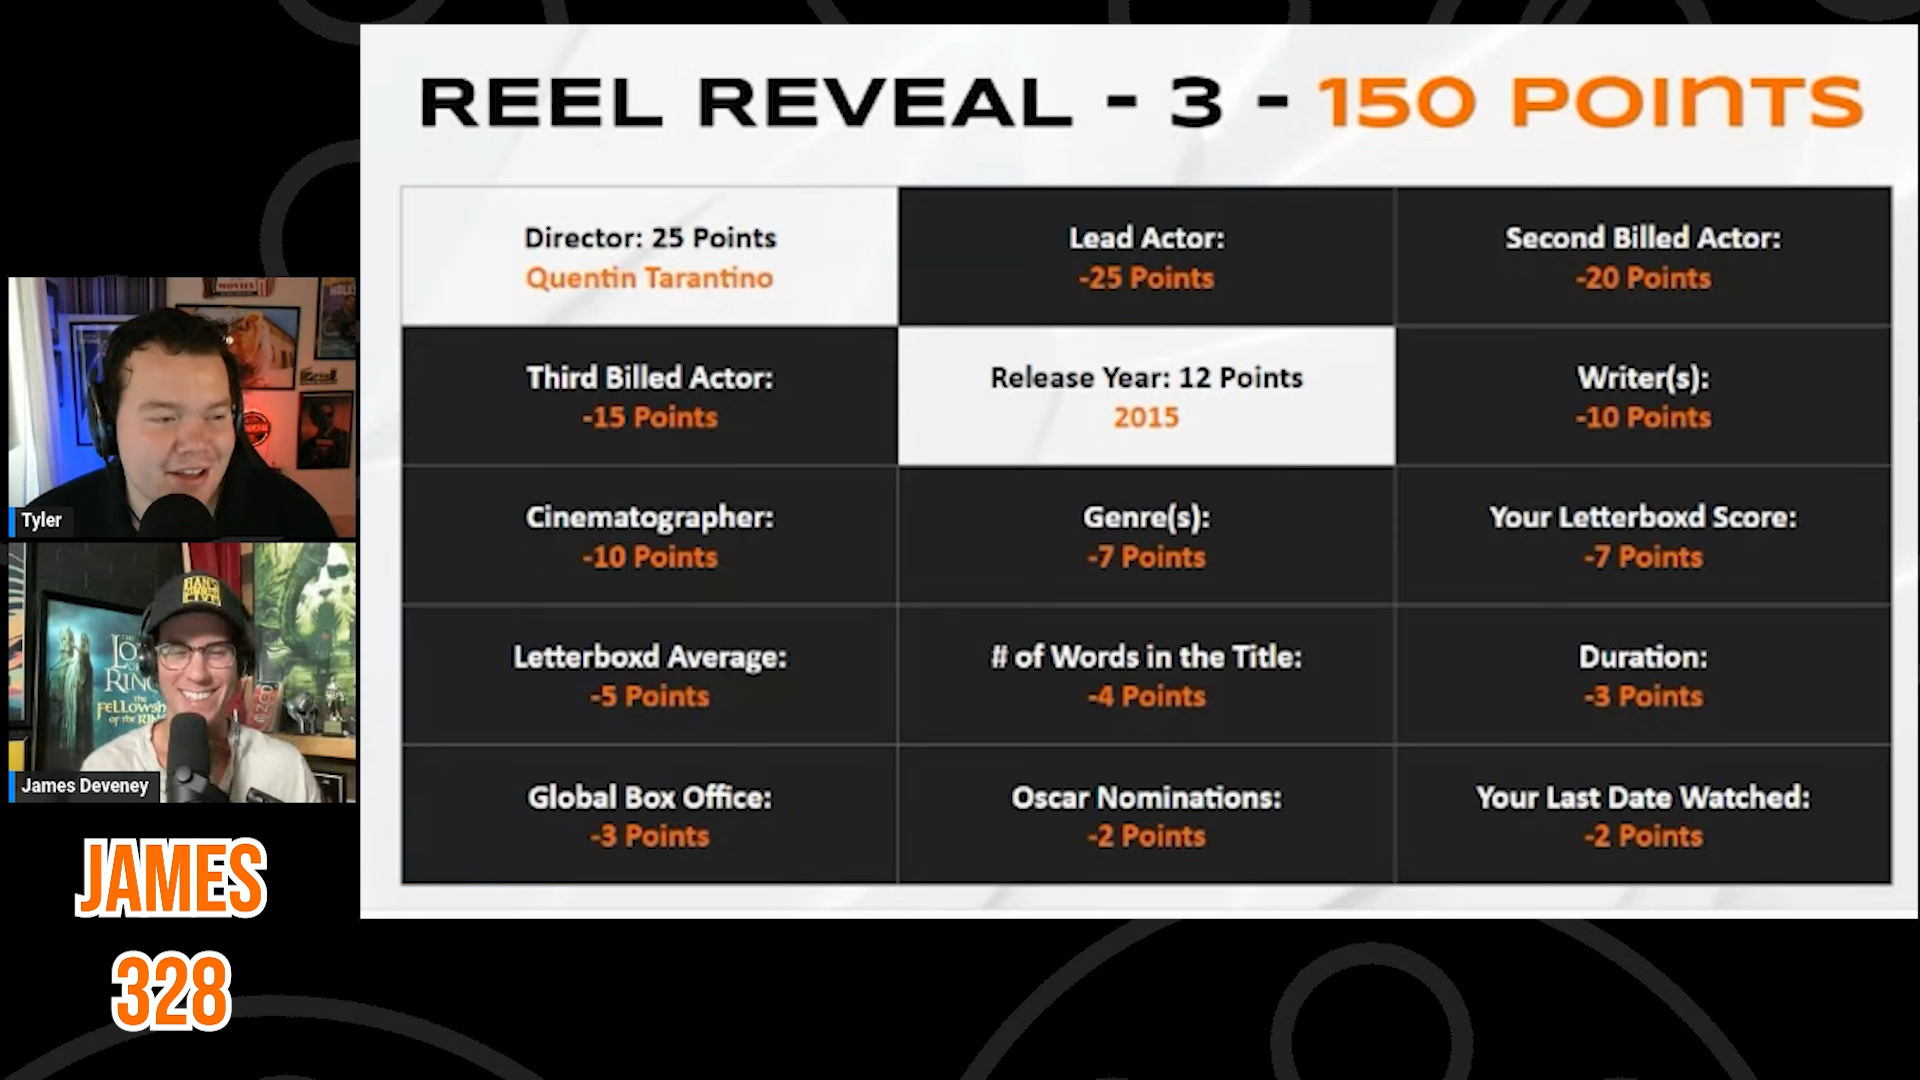 REEL REVEAL - 3 - 150 POINTS
Director: 25 Points
Quentin Tarantino
Lead Actor:
-25 Points
Second Billed Actor:
-20 Points
Third Billed Actor:
-15 Points
Release Year: 12 Points
2015
Writer(s):
-10 Points
Cinematographer:
-10 Points
Genre(s):
-7 Points
Your Letterboxd Score:
-7 Points
Letterboxd Average:
-5 Points
# of Words in the Title:
-4 Points
Duration:
-3 Points
Global Box Office:
-3 Points
Oscar Nominations:
-2 Points
Your Last Date Watched:
-2 Points
MOVIES
Tyler
James Deveney
JAMES
328